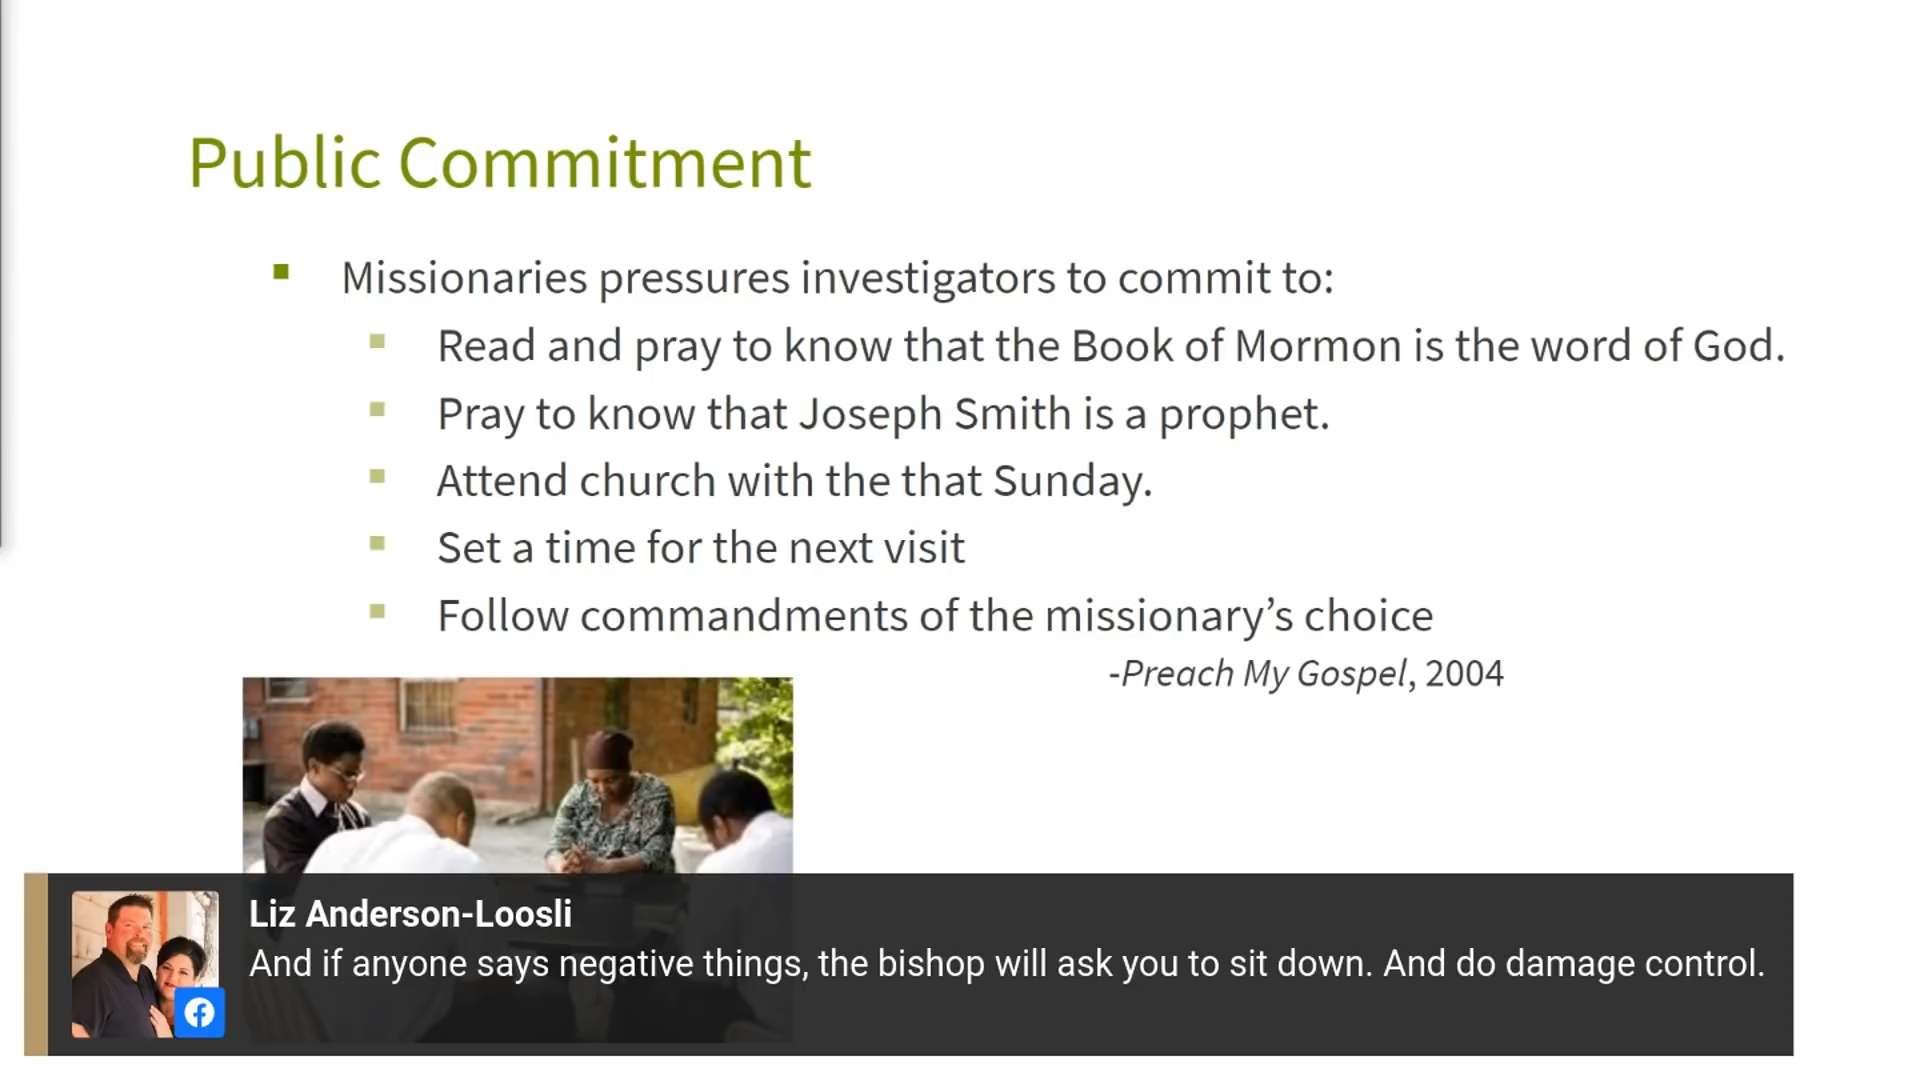 Public Commitment
Missionaries pressures investigators to commit to:
Read and pray to know that the Book of Mormon is the word of God.
Pray to know that Joseph Smith is a prophet.
Attend church with the that Sunday.
Set a time for the next visit
Follow commandments of the missionary’s choice
-Preach My Gospel, 2004
Liz Anderson-Loosli
And if anyone says negative things, the bishop will ask you to sit down. And do damage control.